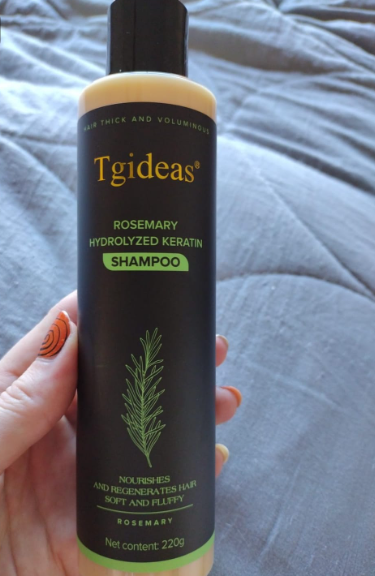 HAIR THICK AND VOLUMINOUS
Tgideas®
ROSEMARY
HYDROLYZED KERATIN
SHAMPOO
NOURISHES
AND REGENERATES HAIR
SOFT AND FLUFFY
ROSEMARY
Net content: 220g